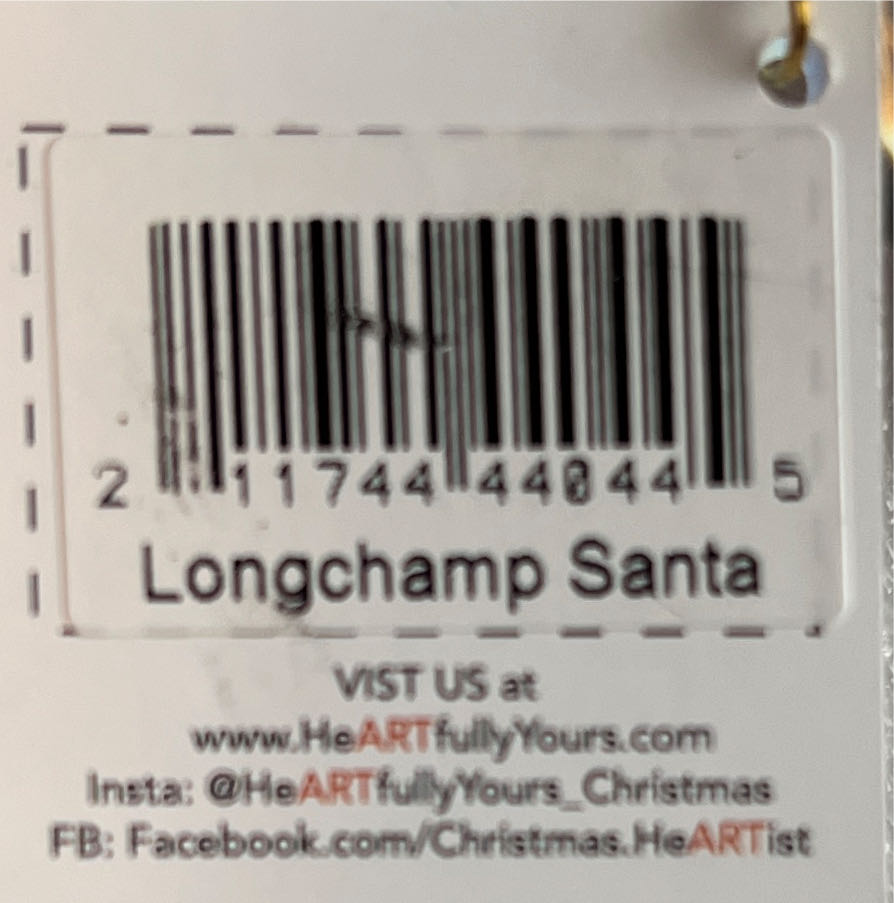 2 11744 44044 5
Longchamp Santa
VIST US at
www.HeARTfullyYours.com
Insta: @HeARTfullyYours_Christmas
FB: Facebook.com/Christmas.HeARTist